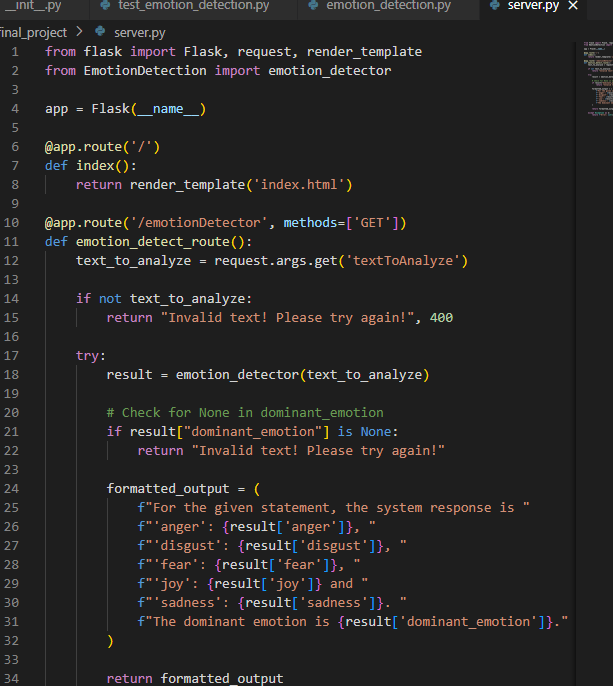 __init__.py test_emotion_detection.py emotion_detection.py server.py ×
final_project > server.py
1 from flask import Flask, request, render_template
2 from EmotionDetection import emotion_detector
3
4 app = Flask(__name__)
5
6 @app.route('/')
7 def index():
8     return render_template('index.html')
9
10 @app.route('/emotionDetector', methods=['GET'])
11 def emotion_detect_route():
12     text_to_analyze = request.args.get('textToAnalyze')
13
14     if not text_to_analyze:
15         return "Invalid text! Please try again!", 400
16
17     try:
18         result = emotion_detector(text_to_analyze)
19
20         # Check for None in dominant_emotion
21         if result["dominant_emotion"] is None:
22             return "Invalid text! Please try again!"
23
24         formatted_output = (
25             f"For the given statement, the system response is "
26             f"'anger': {result['anger']}, "
27             f"'disgust': {result['disgust']}, "
28             f"'fear': {result['fear']}, "
29             f"'joy': {result['joy']} and "
30             f"'sadness': {result['sadness']}. "
31             f"The dominant emotion is {result['dominant_emotion']}."
32         )
33
34         return formatted_output